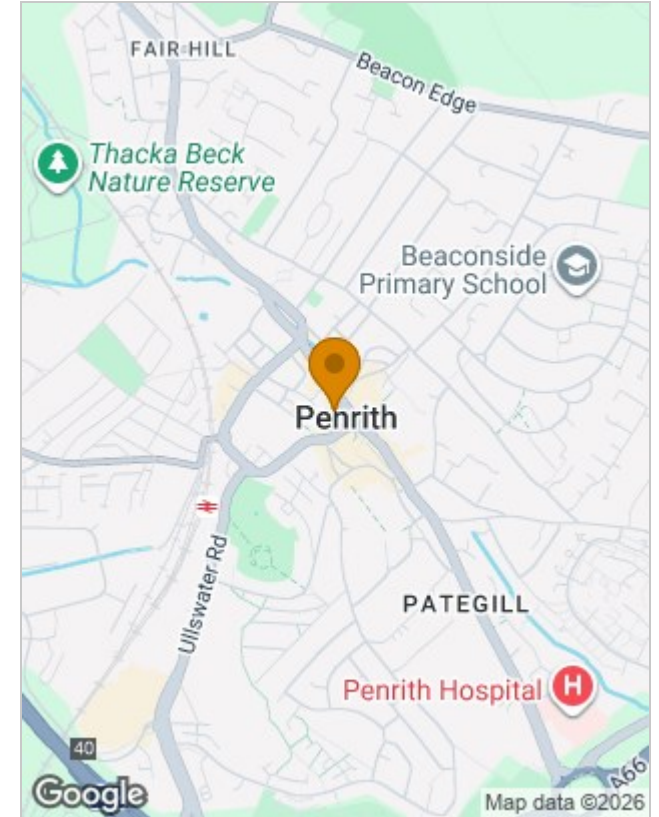 FAIR HILL
Beacon Edge
Thacka Beck
Nature Reserve
Beaconside
Primary School
Penrith
Ullswater Rd
PATEGILL
Penrith Hospital
H
40
A66
Google
Map data ©2026